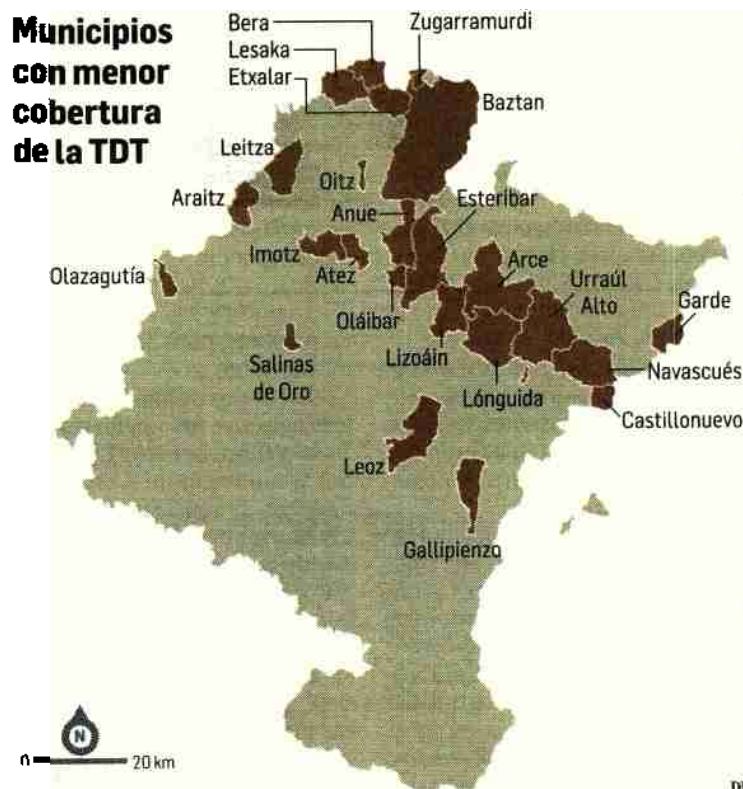 Municipios
con menor
cobertura
de la TDT
Bera
Zugarramurdi
Lesaka
Etxalar
Baztan
Leitza
Oitz
Araitz
Anue
Esteribar
Imotz
Atez
Arce
Olazagutía
Urraúl
Alto
Garde
Oláibar
Lizoáin
Salinas
de Oro
Navascués
Lónguida
Castillonuevo
Leoz
Gallipienzo
N
20 km